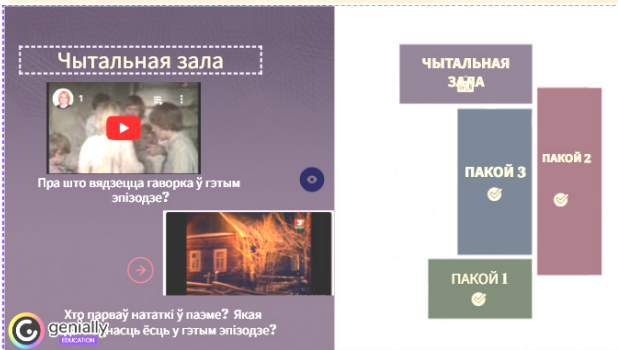 Чытальная зала
1
Пра што вядзецца гаворка ў гэтым
эпізодзе?
Хто парваў нататкі ў паэме? Якая
ёсць у гэтым эпізодзе?
genially
EDUCATION
ЧЫТАЛЬНАЯ
ЗАЛА
ПАКОЙ 2
ПАКОЙ 3
ПАКОЙ 1